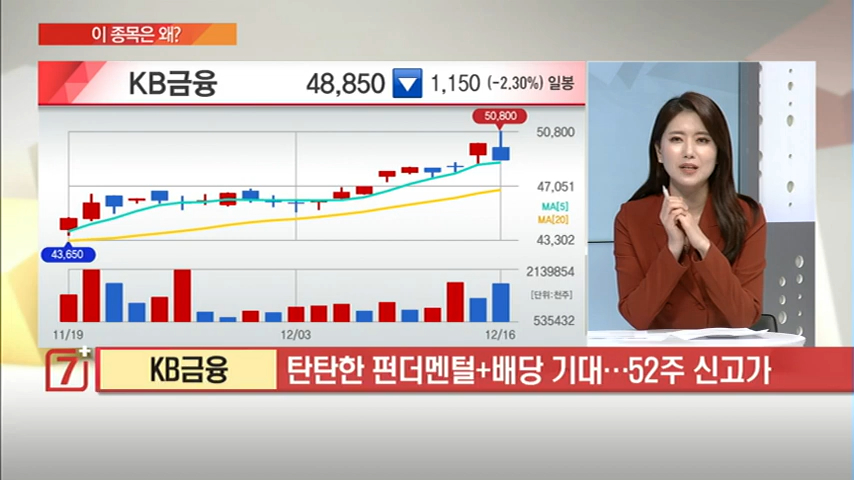 이 종목은 왜?
KB금융 48,850 ▼ 1,150 (-2.30%) 일봉
50,800
50,800
47,051
MA[5]
MA[20]
43,302
43,650
2139854
[단위:천주]
535432
11/19 12/03 12/16
7+ KB금융 탄탄한 펀더멘털+배당 기대…52주 신고가